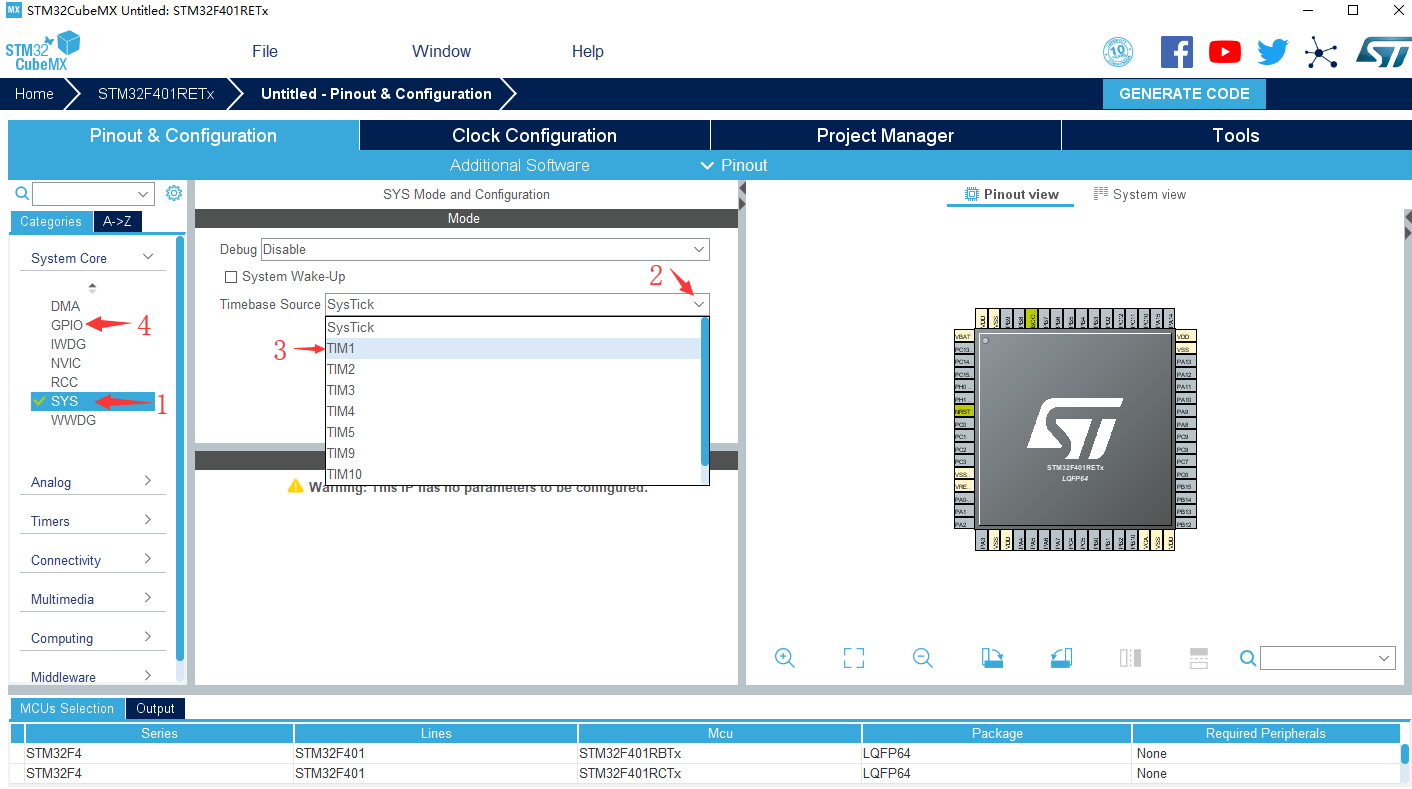 MX STM32CubeMX Untitled: STM32F401RETx
STM32
CubeMX
File Window Help
10
Home STM32F401RETx Untitled - Pinout & Configuration GENERATE CODE
Pinout & Configuration Clock Configuration Project Manager Tools
Additional Software Pinout
SYS Mode and Configuration
Pinout view System view
Categories A->Z
Mode
System Core
Debug Disable
System Wake-Up
2
Timebase Source SysTick
DMA
GPIO
4
IWDG
NVIC
RCC
SYS
1
WWDG
SysTick
3
TIM1
TIM2
TIM3
TIM4
TIM5
TIM9
TIM10
Warning: This IP has no parameters to be configured.
Analog
Timers
Connectivity
Multimedia
Computing
Middleware
VBAT
NRST
PC0
PC1
PC2
PC3
VSS
VRE..
PA0-..
PA1
PA2
VDD
VSS
PA13
PA12
PA11
PA10
PA9
PA8
PC9
PC8
PC7
PC6
PB15
PB14
PB13
PB12
STM32F401RETx
LQFP64
MCUs Selection Output
Series Lines Mcu Package Required Peripherals
STM32F4 STM32F401 STM32F401RBTx LQFP64 None
STM32F4 STM32F401 STM32F401RCTx LQFP64 None